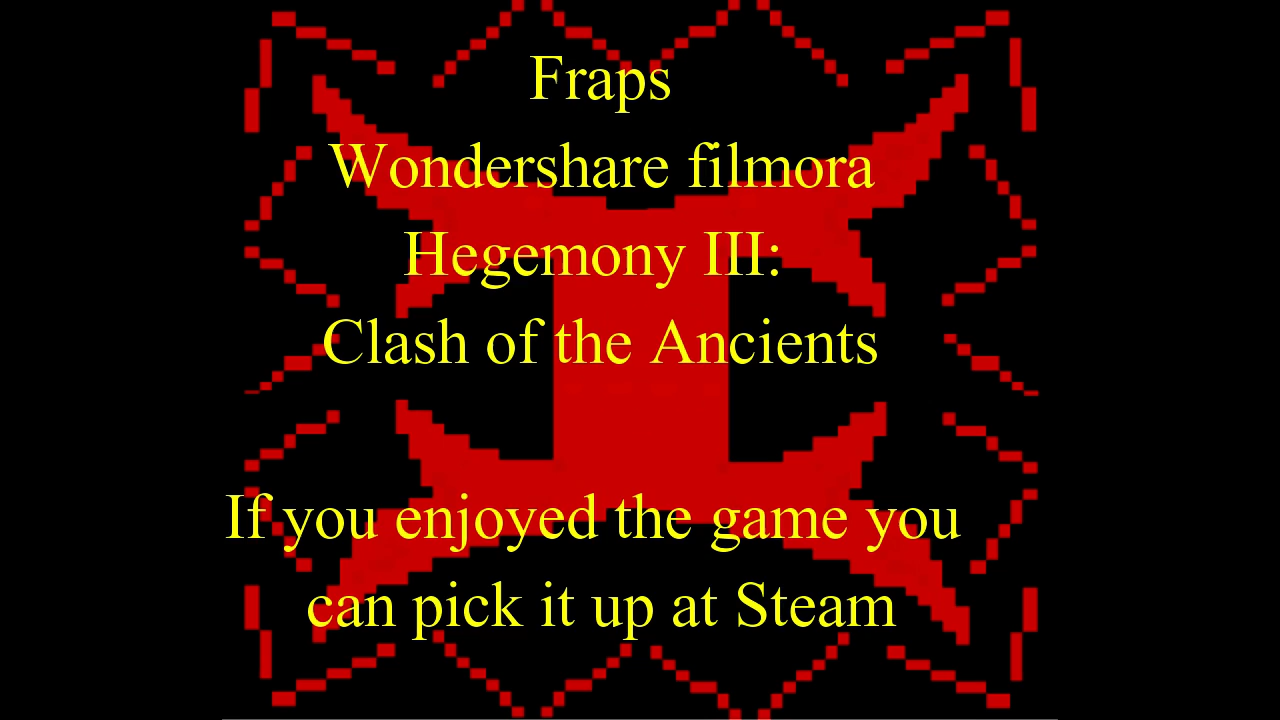 Fraps
Wondershare filmora
Hegemony III:
Clash of the Ancients
If you enjoyed the game you
can pick it up at Steam